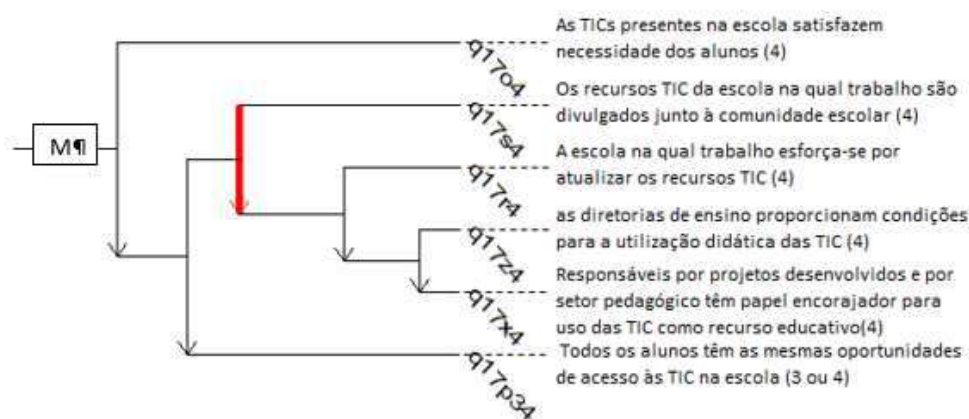 As TICs presentes na escola satisfazem
necessidade dos alunos (4)
q17o4
Os recursos TIC da escola na qual trabalho são
divulgados junto à comunidade escolar (4)
q17s4
M¶
A escola na qual trabalho esforça-se por
atualizar os recursos TIC (4)
q17r4
as diretorias de ensino proporcionam condições
para a utilização didática das TIC (4)
q17z4
Responsáveis por projetos desenvolvidos e por
setor pedagógico têm papel encorajador para
uso das TIC como recurso educativo(4)
q17x4
Todos os alunos têm as mesmas oportunidades
de acesso às TIC na escola (3 ou 4)
q17p34